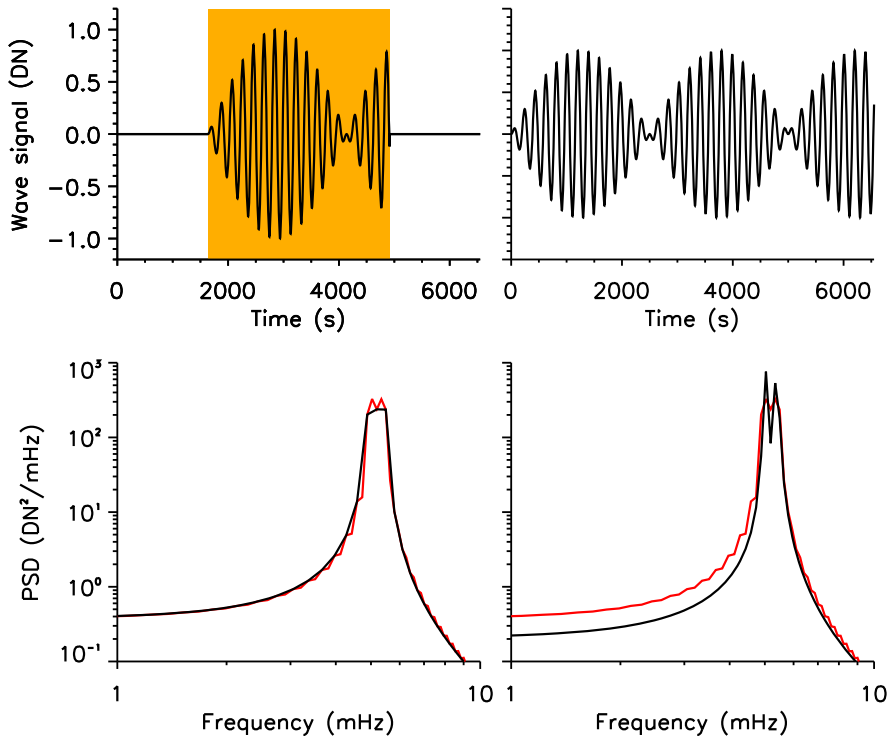 Wave signal (DN)
1.0
0.5
0.0
−0.5
−1.0
0 2000 4000 6000
Time (s)
0 2000 4000 6000
Time (s)
PSD (DN²/mHz)
10³
10²
10¹
10⁰
10⁻¹
1 10
Frequency (mHz)
1 10
Frequency (mHz)